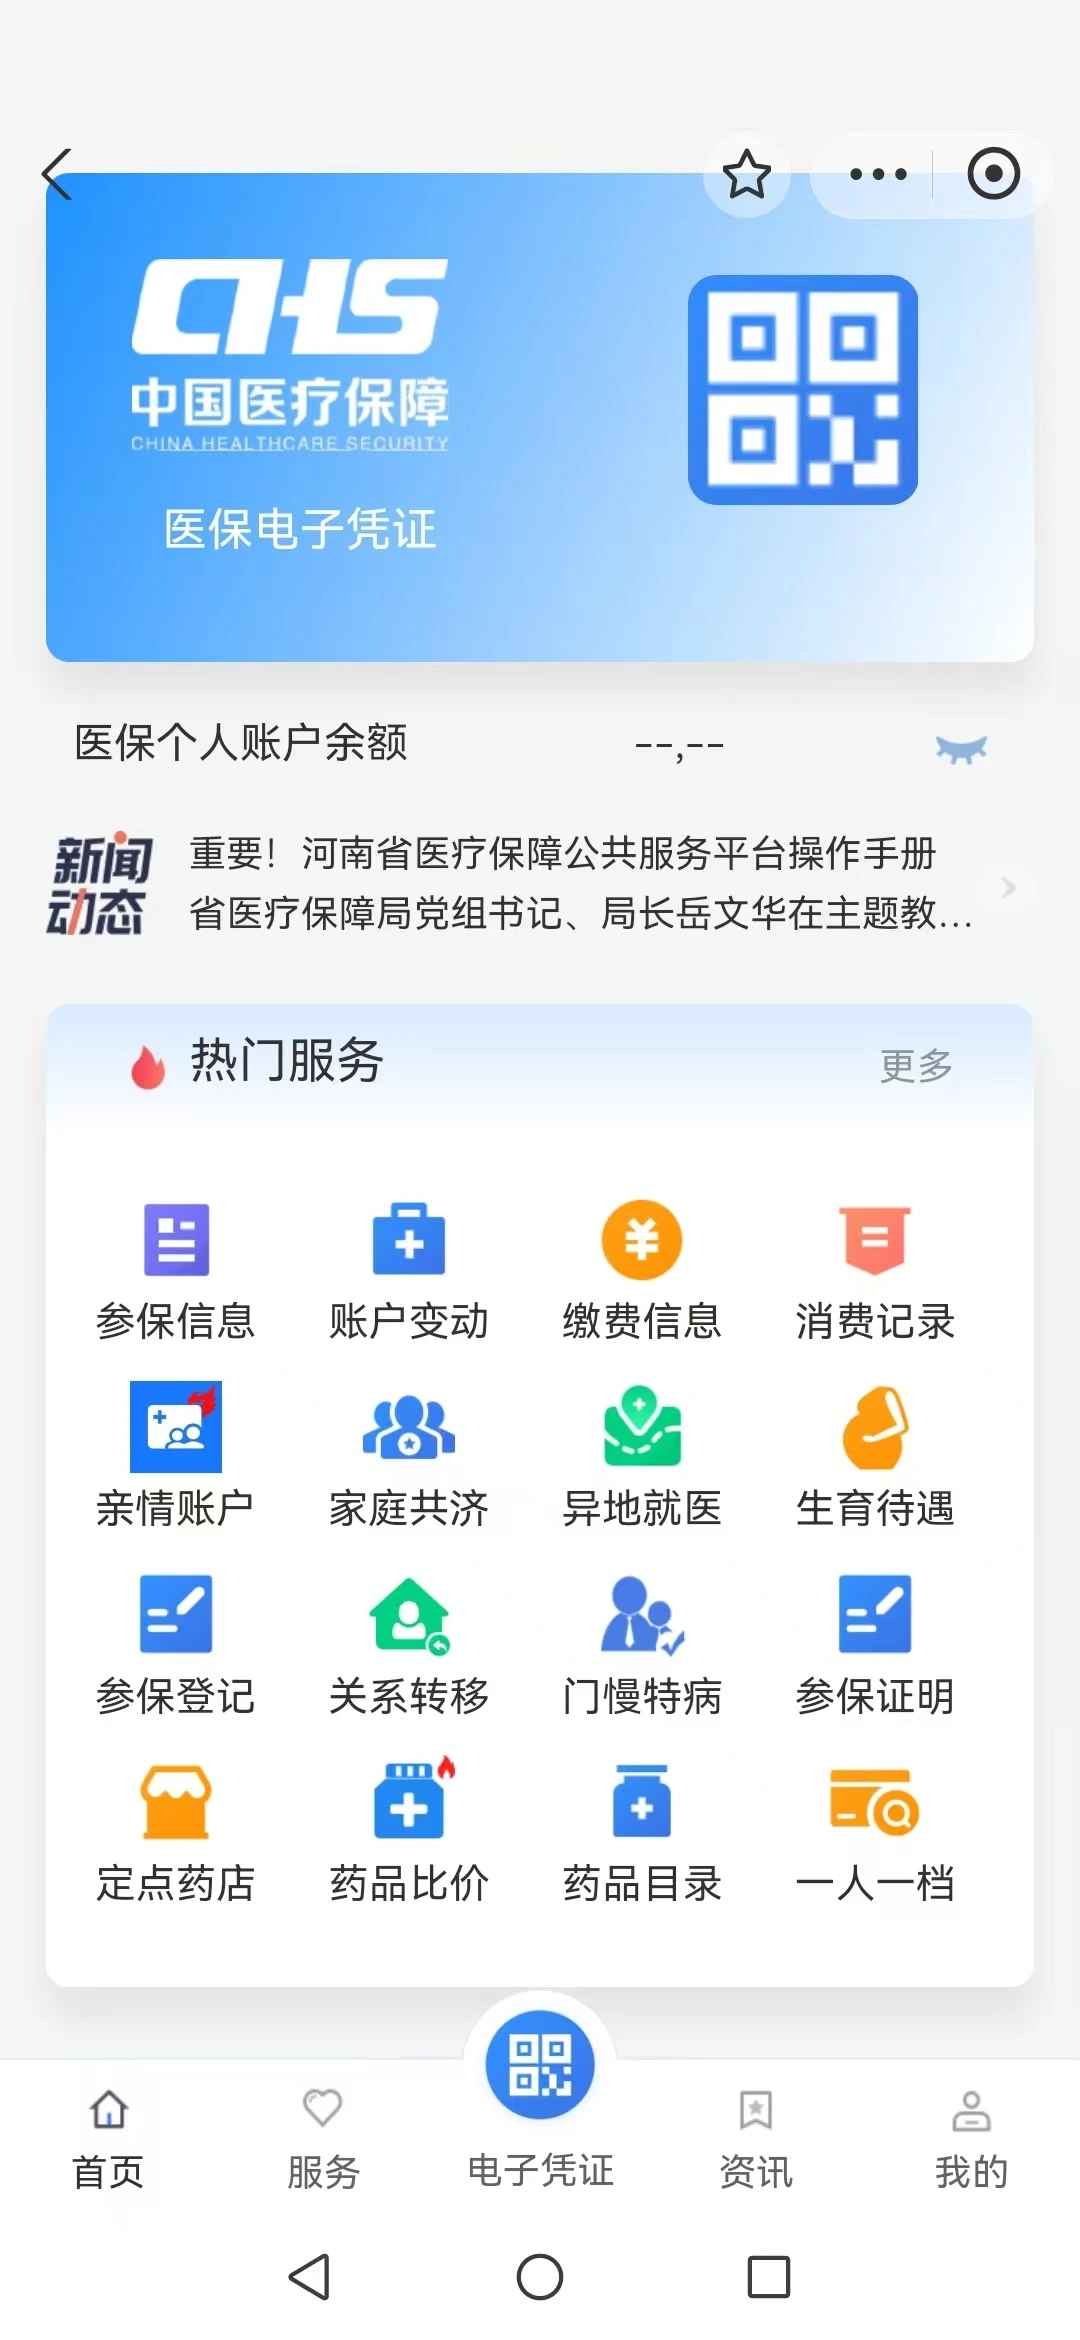 CHS
中国医疗保障
CHINA HEALTHCARE SECURITY
医保电子凭证
医保个人账户余额 --,--
新闻动态
重要！河南省医疗保障公共服务平台操作手册
省医疗保障局党组书记、局长岳文华在主题教...
热门服务 更多
参保信息 账户变动 缴费信息 消费记录
亲情账户 家庭共济 异地就医 生育待遇
参保登记 关系转移 门慢特病 参保证明
定点药店 药品比价 药品目录 一人一档
首页 服务 电子凭证 资讯 我的